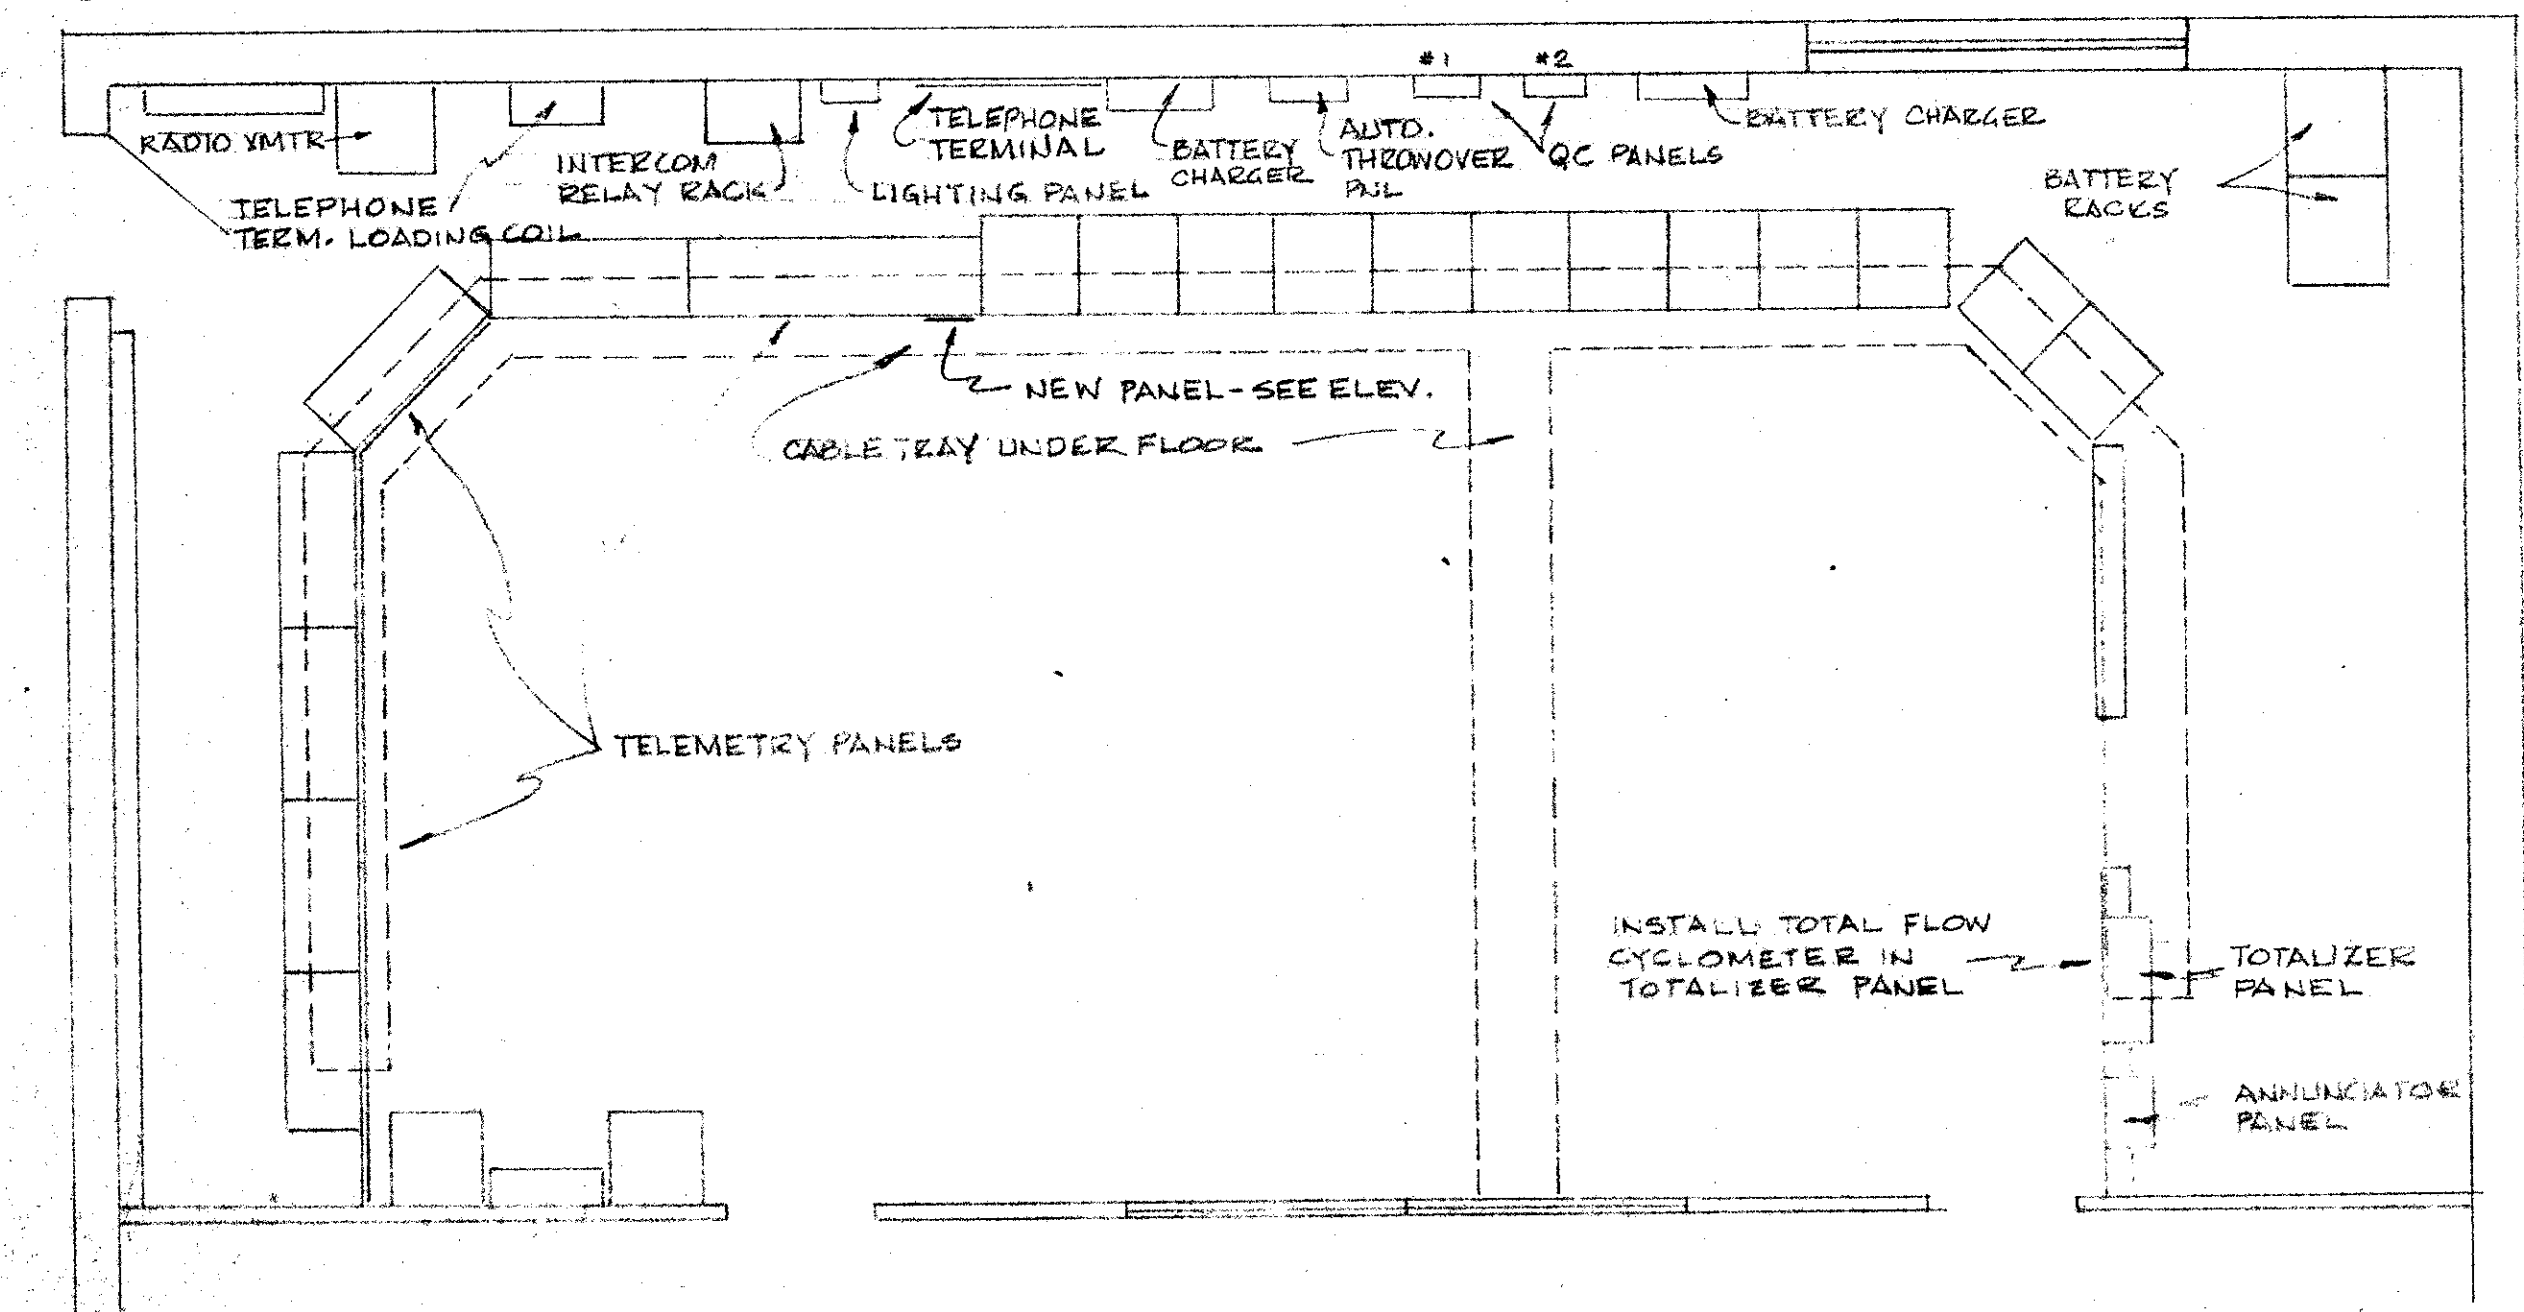 #1
#2
RADIO XMTR
TELEPHONE
TERM. LOADING COIL
INTERCOM
RELAY RACK
LIGHTING PANEL
TELEPHONE
TERMINAL
BATTERY
CHARGER
AUTO.
THROWOVER
PNL
QC PANELS
BATTERY CHARGER
BATTERY
RACKS
NEW PANEL-SEE ELEV.
CABLE TRAY UNDER FLOOR
TELEMETRY PANELS
INSTALL TOTAL FLOW
CYCLOMETER IN
TOTALIZER PANEL
TOTALIZER
PANEL
ANNUNCIATOR
PANEL